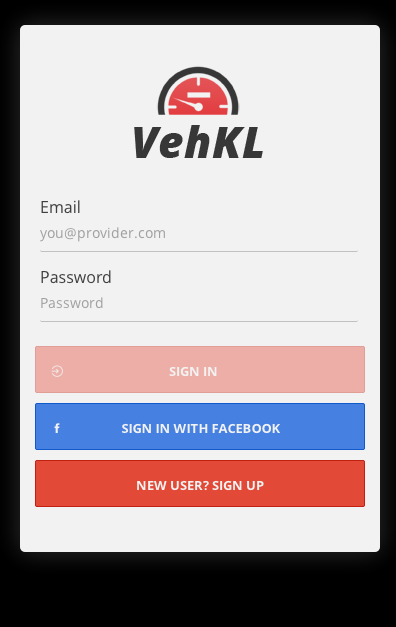 VehKL
Email
you@provider.com
Password
Password
SIGN IN
f SIGN IN WITH FACEBOOK
NEW USER? SIGN UP